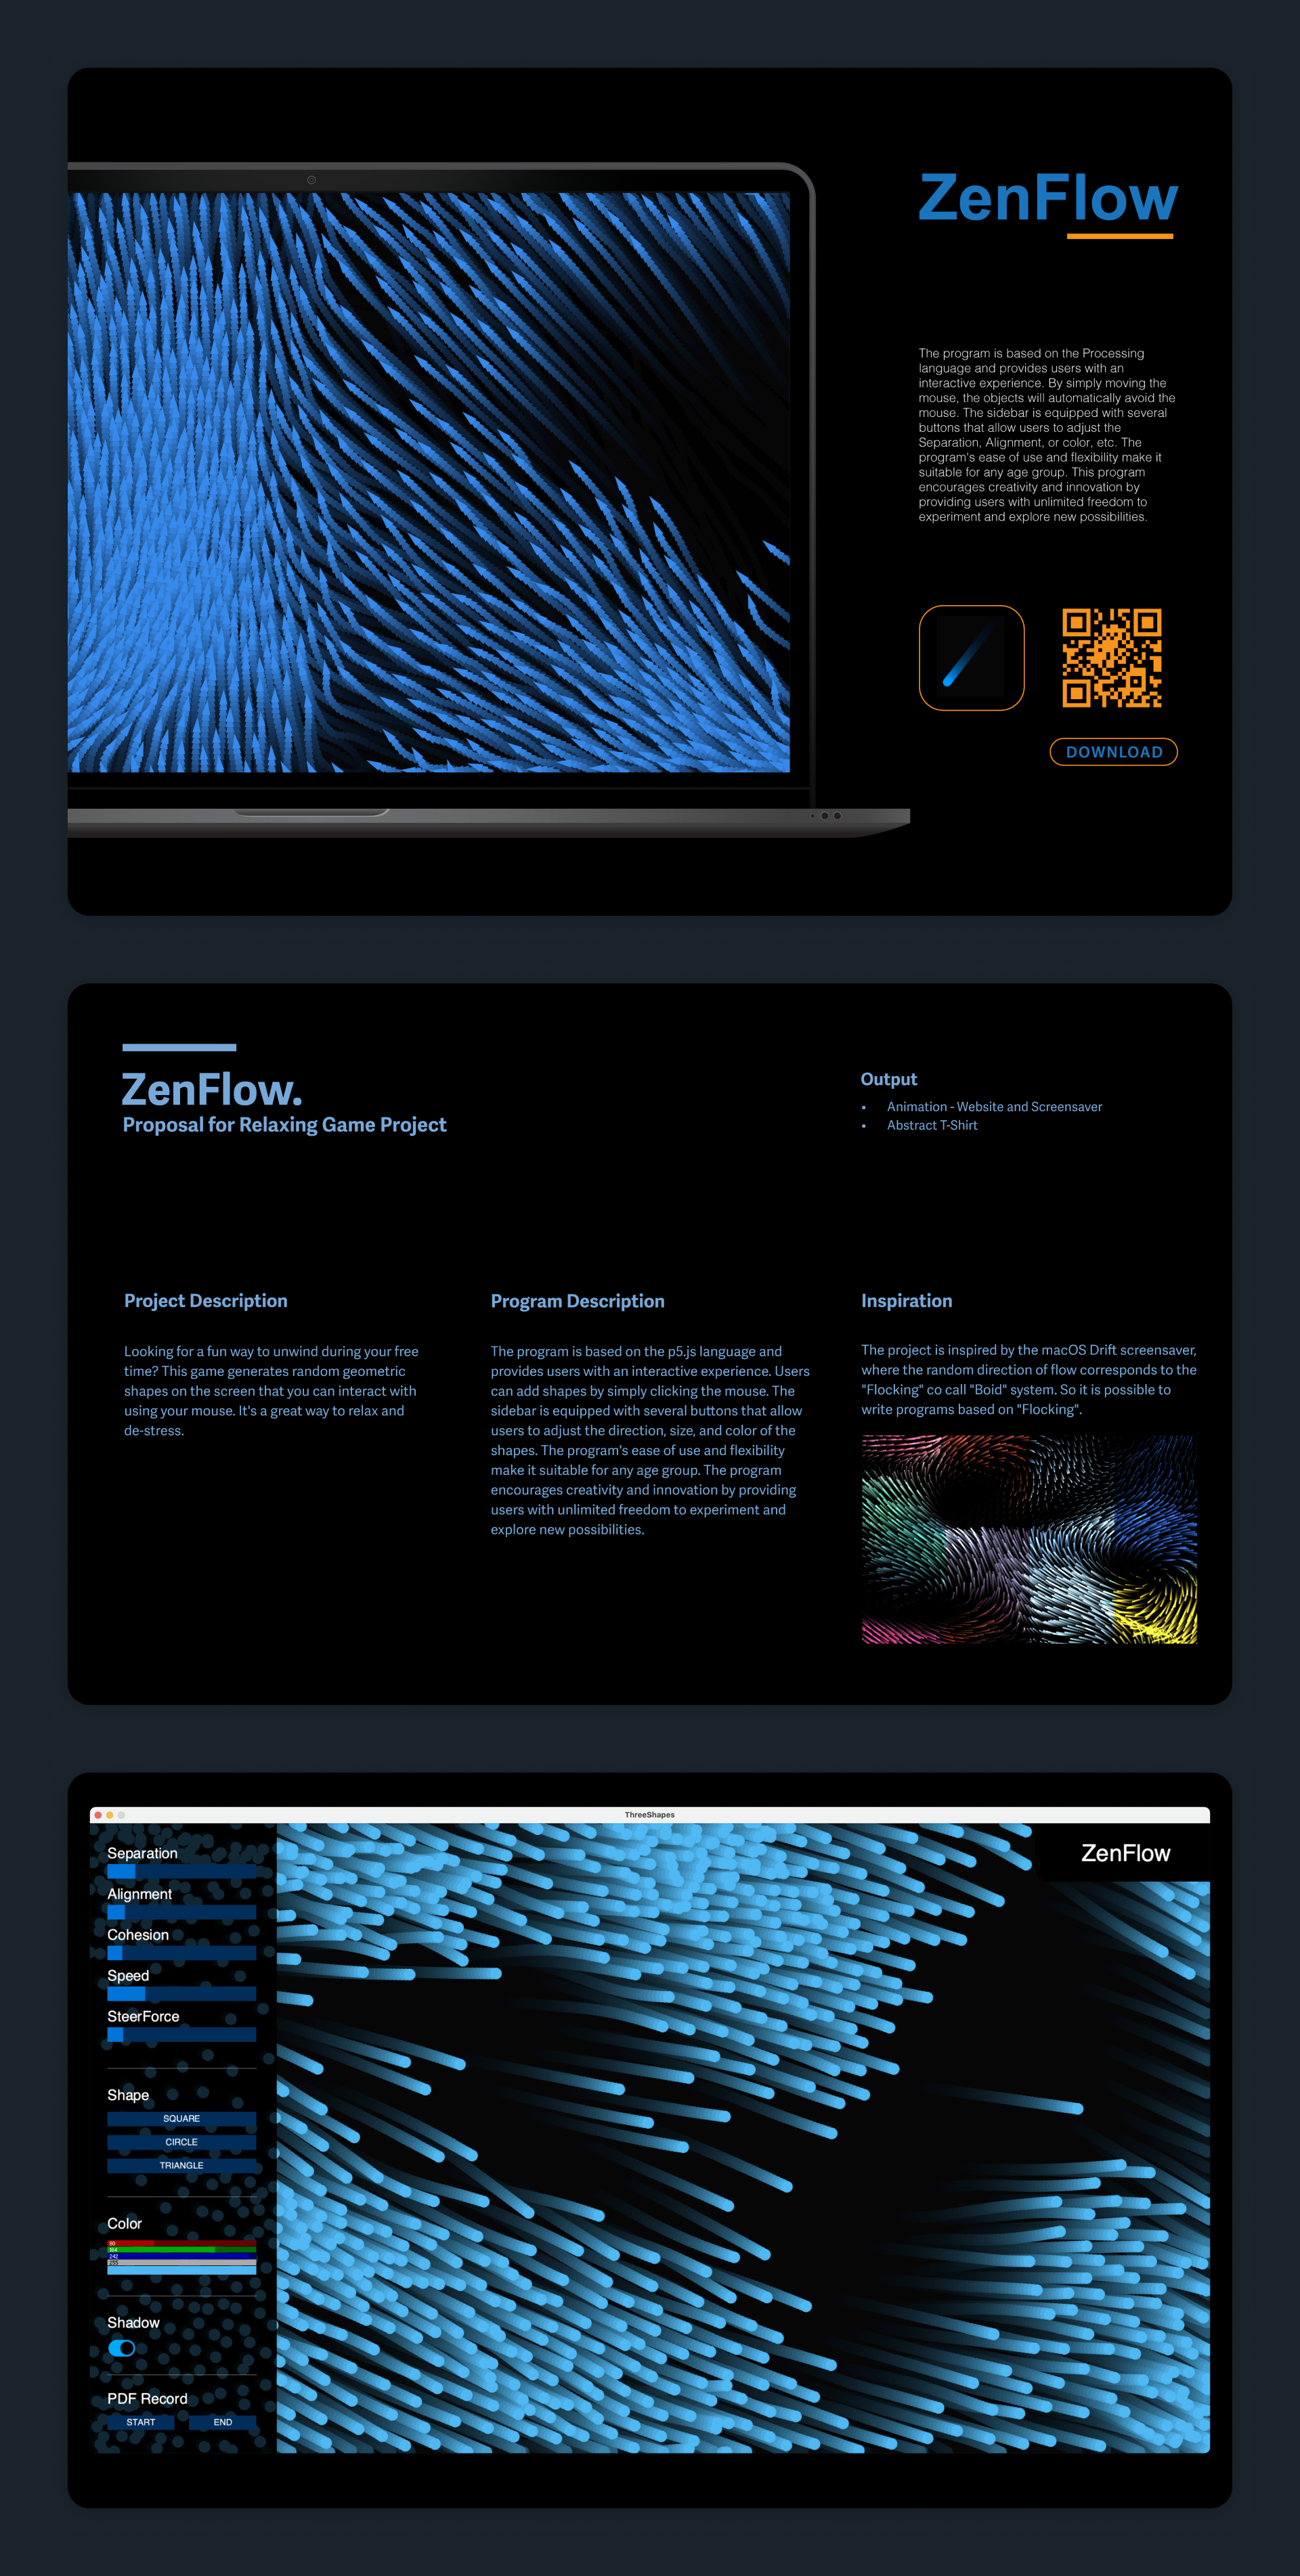 ZenFlow
The program is based on the Processing
language and provides users with an
interactive experience. By simply moving the
mouse, the objects will automatically avoid the
mouse. The sidebar is equipped with several
buttons that allow users to adjust the
Separation, Alignment, or color, etc. The
program's ease of use and flexibility make it
suitable for any age group. This program
encourages creativity and innovation by
providing users with unlimited freedom to
experiment and explore new possibilities.
DOWNLOAD
ZenFlow.
Proposal for Relaxing Game Project
Output
• Animation - Website and Screensaver
• Abstract T-Shirt
Project Description
Looking for a fun way to unwind during your free
time? This game generates random geometric
shapes on the screen that you can interact with
using your mouse. It's a great way to relax and
de-stress.
Program Description
The program is based on the p5.js language and
provides users with an interactive experience. Users
can add shapes by simply clicking the mouse. The
sidebar is equipped with several buttons that allow
users to adjust the direction, size, and color of the
shapes. The program's ease of use and flexibility
make it suitable for any age group. The program
encourages creativity and innovation by providing
users with unlimited freedom to experiment and
explore new possibilities.
Inspiration
The project is inspired by the macOS Drift screensaver,
where the random direction of flow corresponds to the
"Flocking" co call "Boid" system. So it is possible to
write programs based on "Flocking".
ThreeShapes
Separation
Alignment
Cohesion
Speed
SteerForce
Shape
SQUARE
CIRCLE
TRIANGLE
Color
242
255
Shadow
PDF Record
START END
ZenFlow